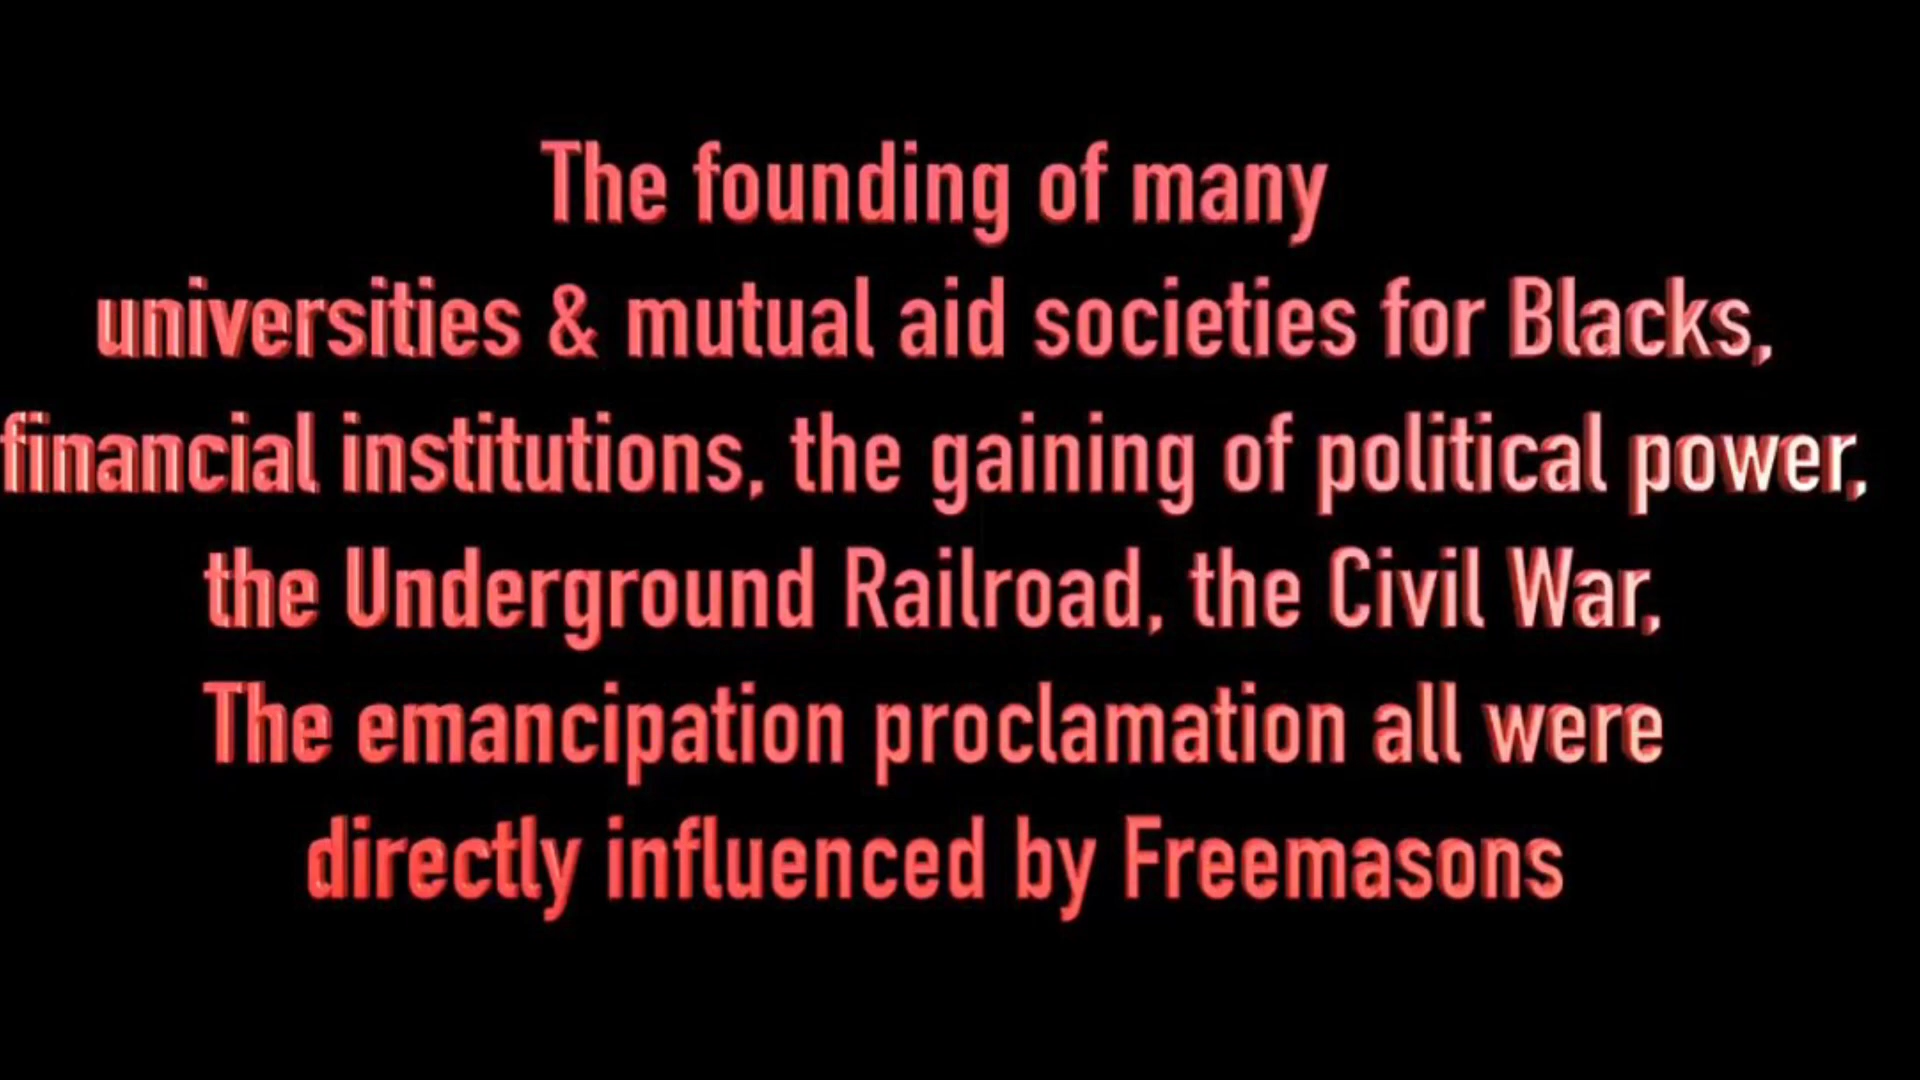 The founding of many
universities & mutual aid societies for Blacks,
financial institutions, the gaining of political power,
the Underground Railroad, the Civil War,
The emancipation proclamation all were
directly influenced by Freemasons